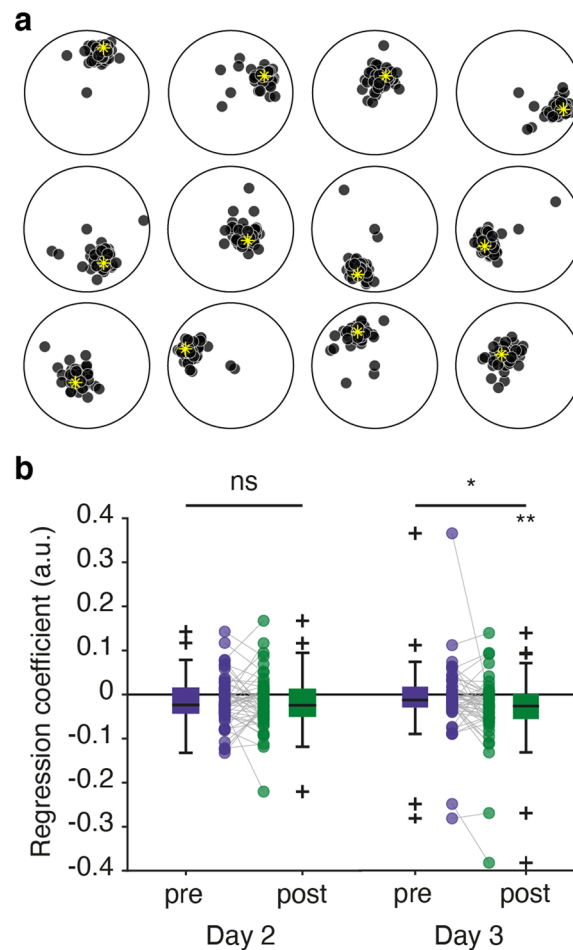 a
b
ns
*
**
0.4
0.3
0.2
0.1
0
-0.1
-0.2
-0.3
-0.4
Regression coefficient (a.u.)
pre post pre post
Day 2 Day 3